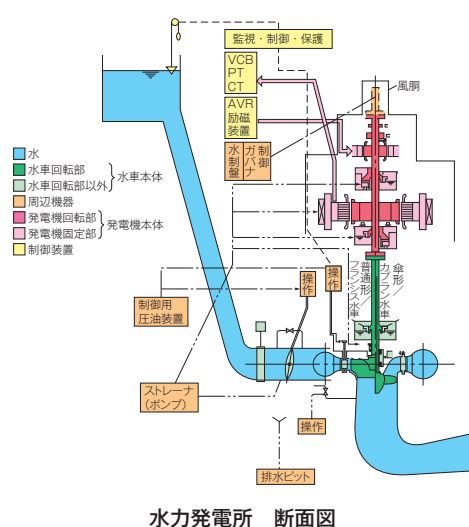 監視・制御・保護
VCB
PT
CT
AVR
励磁
装置
風胴
水制盤
ガバナ
制御
水
水車回転部
水車回転部以外
水車本体
周辺機器
発電機回転部
発電機固定部
発電機本体
制御装置
操作
操作
普通形／
フランシス水車
傘形／
カプラン水車
制御用
圧油装置
ストレーナ
(ポンプ)
操作
排水ピット
水力発電所 断面図